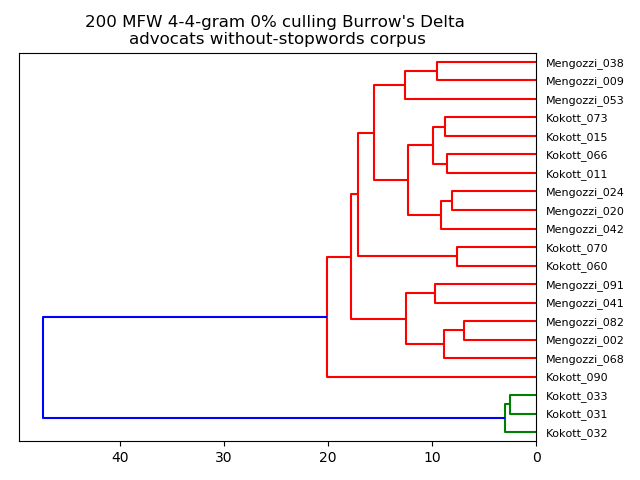 200 MFW 4-4-gram 0% culling Burrow's Delta
advocats without-stopwords corpus
Mengozzi_038
Mengozzi_009
Mengozzi_053
Kokott_073
Kokott_015
Kokott_066
Kokott_011
Mengozzi_024
Mengozzi_020
Mengozzi_042
Kokott_070
Kokott_060
Mengozzi_091
Mengozzi_041
Mengozzi_082
Mengozzi_002
Mengozzi_068
Kokott_090
Kokott_033
Kokott_031
Kokott_032
40 30 20 10 0